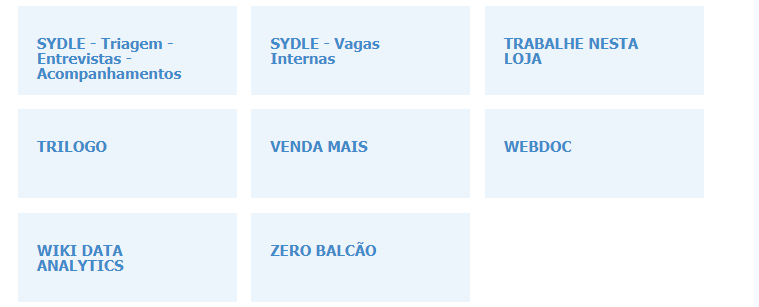 SYDLE - Triagem -
Entrevistas -
Acompanhamentos
SYDLE - Vagas
Internas
TRABALHE NESTA
LOJA
TRILOGO
VENDA MAIS
WEBDOC
WIKI DATA
ANALYTICS
ZERO BALCÃO